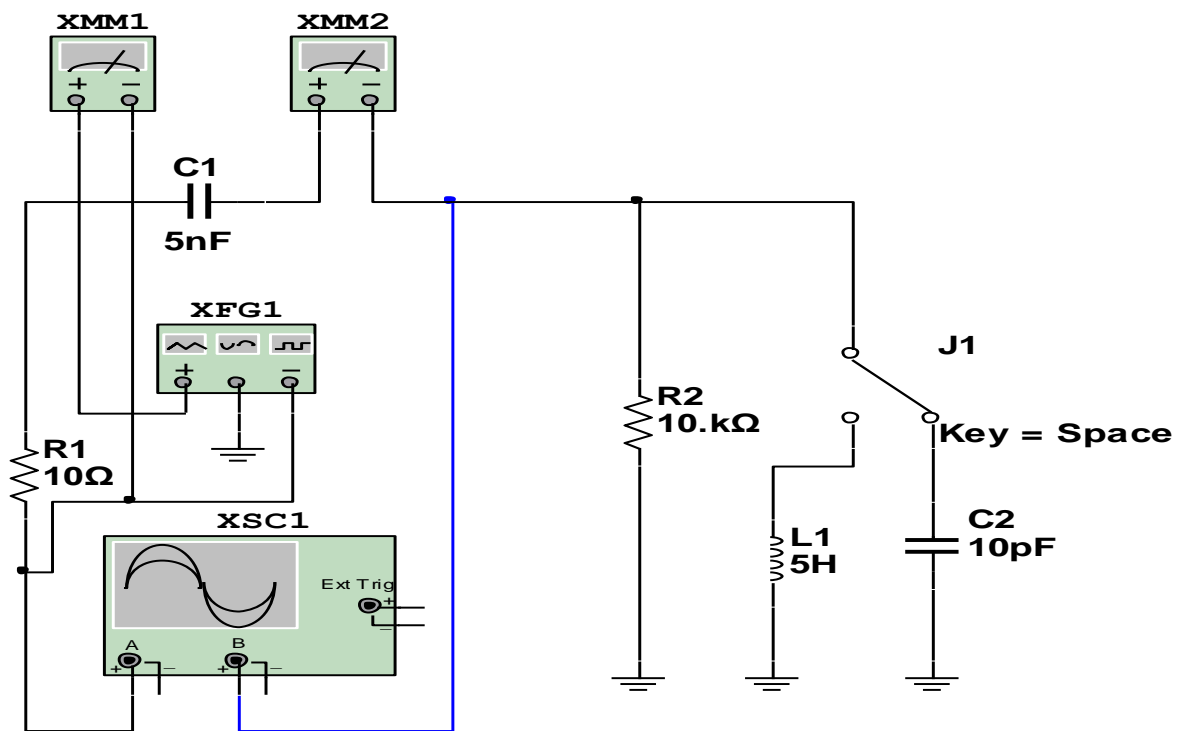 XMM1
XMM2
+ −
+ −
C1
5nF
XFG1
+ −
J1
R2
10.kΩ
Key = Space
R1
10Ω
XSC1
C2
10pF
L1
5H
Ext Trig
+
−
A
B
+ −
+ −